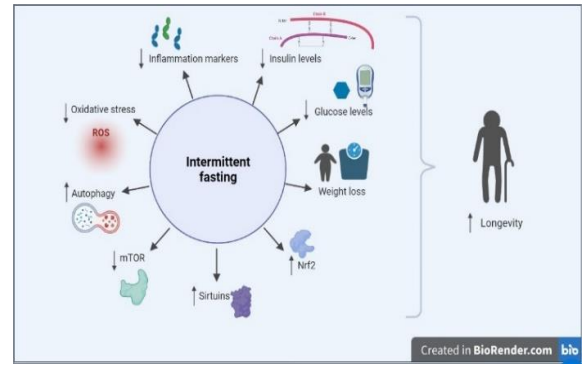 ↓ Inflammation markers
↓ Insulin levels
↓ Oxidative stress
ROS
↓ Glucose levels
Intermittent
fasting
↑ Autophagy
Weight loss
↓ mTOR
↑ Nrf2
↑ Sirtuins
↑ Longevity
Created in BioRender.com bio